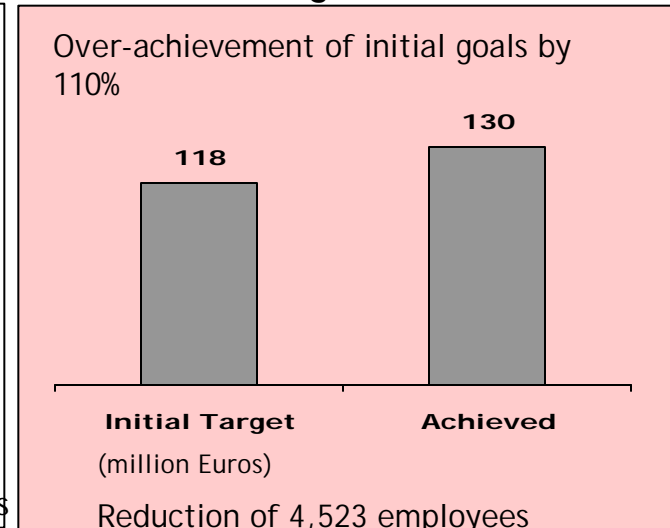 Over-achievement of initial goals by
110%
130
118
Initial Target Achieved
(million Euros)
Reduction of 4,523 employees